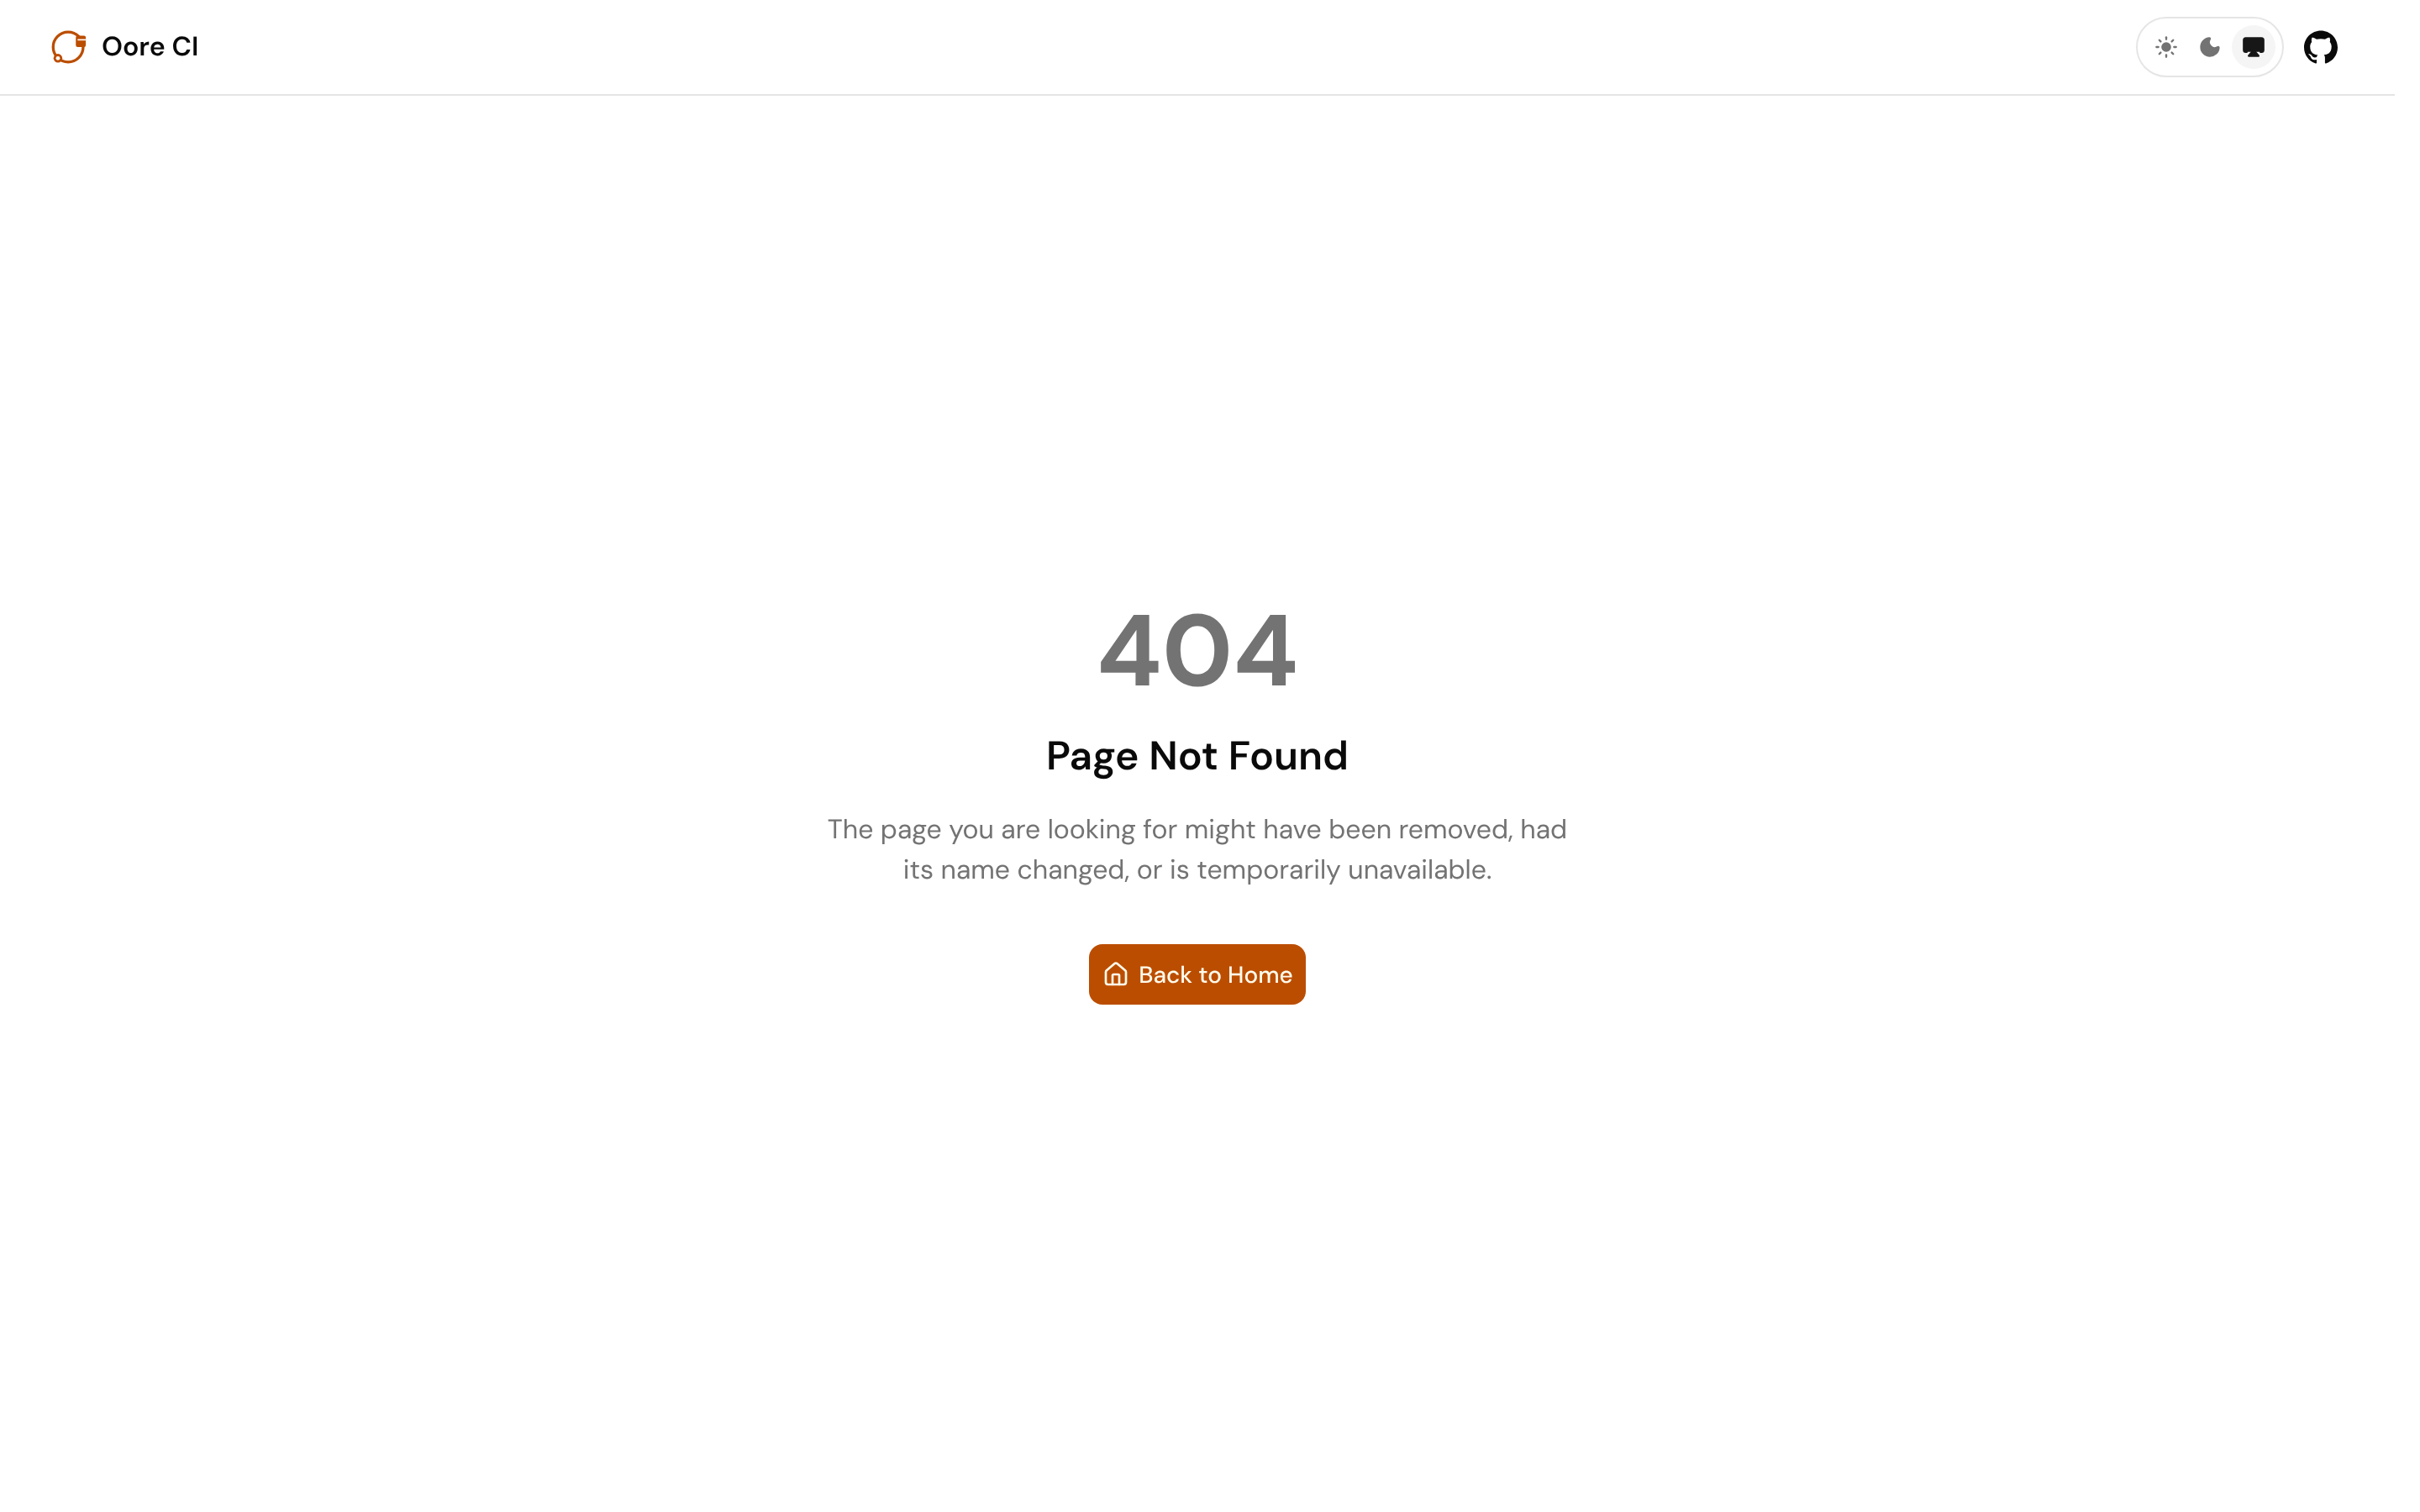 Oore CI
404
Page Not Found
The page you are looking for might have been removed, had
its name changed, or is temporarily unavailable.
Back to Home